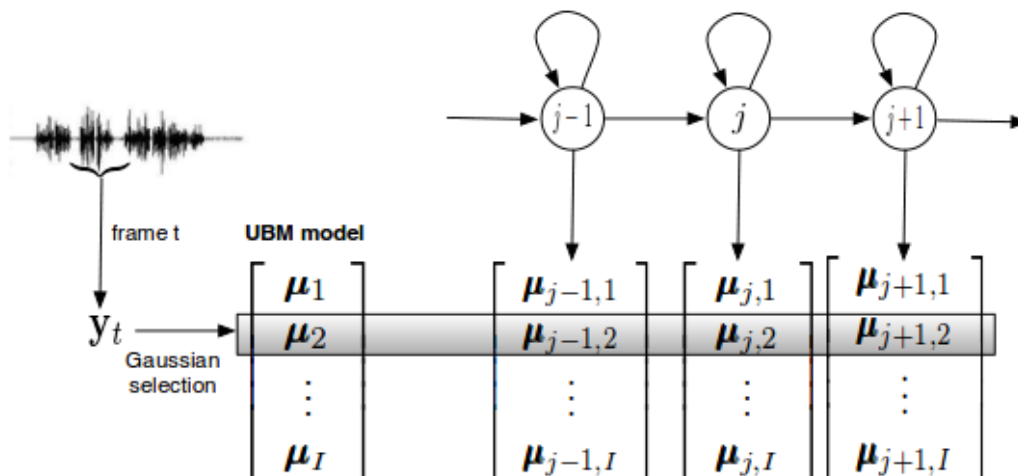 j−1 j j+1
frame t UBM model
μ1 μj−1,1 μj,1 μj+1,1
yt μ2 μj−1,2 μj,2 μj+1,2
Gaussian
selection
⋮ ⋮ ⋮ ⋮
μI μj−1,I μj,I μj+1,I